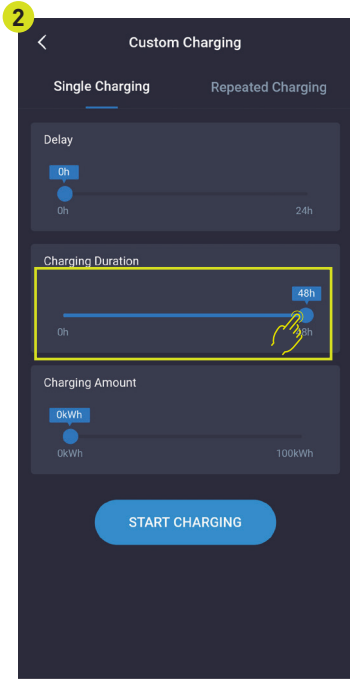 2
Custom Charging
Single Charging Repeated Charging
Delay
0h
0h 24h
Charging Duration
48h
0h 8h
Charging Amount
0kWh
0kWh 100kWh
START CHARGING